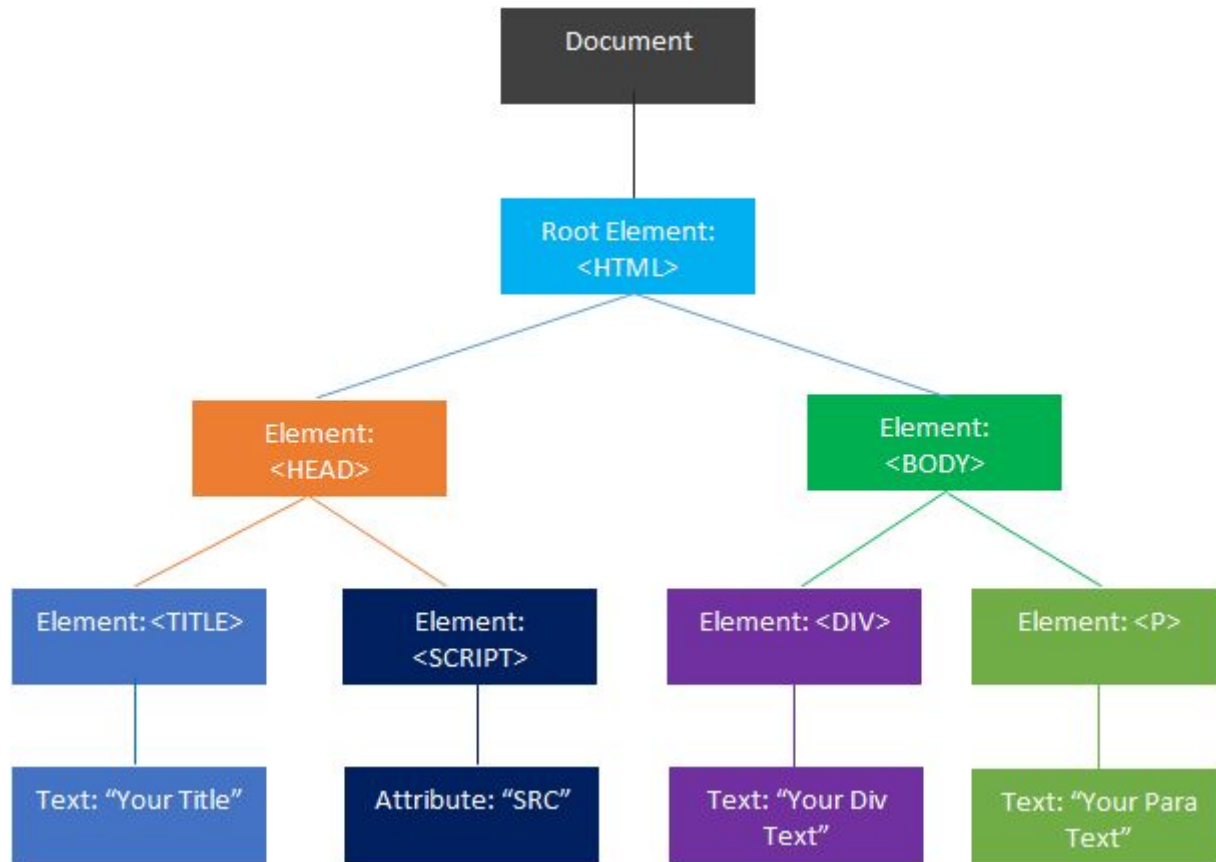 Document
Root Element:
<HTML>
Element:
<HEAD>
Element:
<BODY>
Element: <TITLE>
Element:
<SCRIPT>
Element: <DIV>
Element: <P>
Text: “Your Title”
Attribute: “SRC”
Text: “Your Div
Text”
Text: “Your Para
Text”